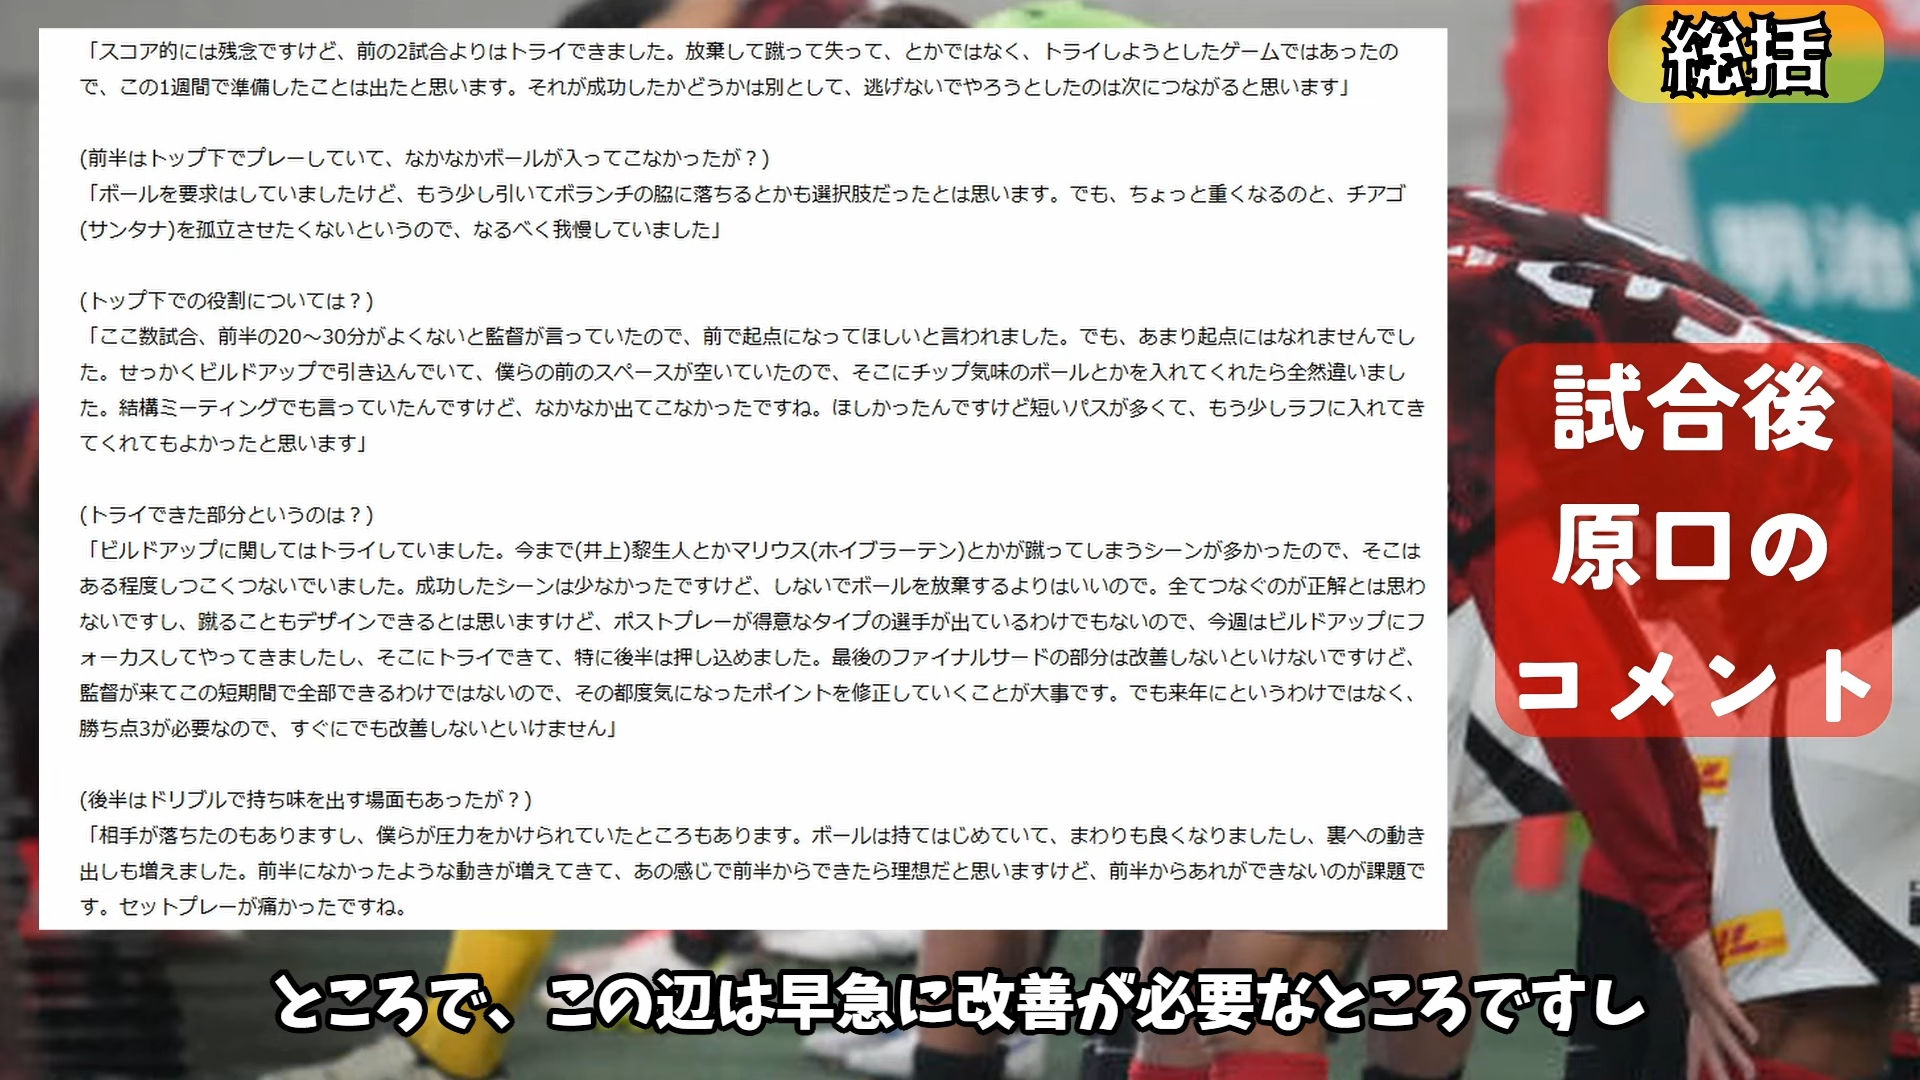 総括
「スコア的には残念ですけど、前の2試合よりはトライできました。放棄して蹴って失って、とかではなく、トライしようとしたゲームではあったの
で、この1週間で準備したことは出たと思います。それが成功したかどうかは別として、逃げないでやろうとしたのは次につながると思います」
(前半はトップ下でプレーしていて、なかなかボールが入ってこなかったが？)
「ボールを要求はしていましたけど、もう少し引いてボランチの脇に落ちるとかも選択肢だったとは思います。でも、ちょっと重くなるのと、チアゴ
(サンタナ)を孤立させたくないというので、なるべく我慢していました」
(トップ下での役割については？)
「ここ数試合、前半の20～30分がよくないと監督が言っていたので、前で起点になってほしいと言われました。でも、あまり起点にはなれませんでし
た。せっかくビルドアップで引き込んでいて、僕らの前のスペースが空いていたので、そこにチップ気味のボールとかを入れてくれたら全然違いまし
た。結構ミーティングでも言っていたんですけど、なかなか出てこなかったですね。ほしかったんですけど短いパスが多くて、もう少しラフに入れてき
てくれてもよかったと思います」
(トライできた部分というのは？)
「ビルドアップに関してはトライしていました。今まで(井上)黎生人とかマリウス(ホイブラーテン)とかが蹴ってしまうシーンが多かったので、そこは
ある程度しつこくつないでいました。成功したシーンは少なかったですけど、しないでボールを放棄するよりはいいので。全てつなぐのが正解とは思わ
ないですし、蹴ることもデザインできるとは思いますけど、ポストプレーが得意なタイプの選手が出ているわけでもないので、今週はビルドアップにフ
ォーカスしてやってきましたし、そこにトライできて、特に後半は押し込めました。最後のファイナルサードの部分は改善しないといけないですけど、
監督が来てこの短期間で全部できるわけではないので、その都度気になったポイントを修正していくことが大事です。でも来年にというわけではなく、
勝ち点3が必要なので、すぐにでも改善しないといけません」
(後半はドリブルで持ち味を出す場面もあったが？)
「相手が落ちたのもありますし、僕らが圧力をかけられていたところもあります。ボールは持てはじめていて、まわりも良くなりましたし、裏への動き
出しも増えました。前半になかったような動きが増えてきて、あの感じで前半からできたら理想だと思いますけど、前半からあれができないのが課題で
す。セットプレーが痛かったですね。
試合後
原口の
コメント
明治
ところで、この辺は早急に改善が必要なところですし